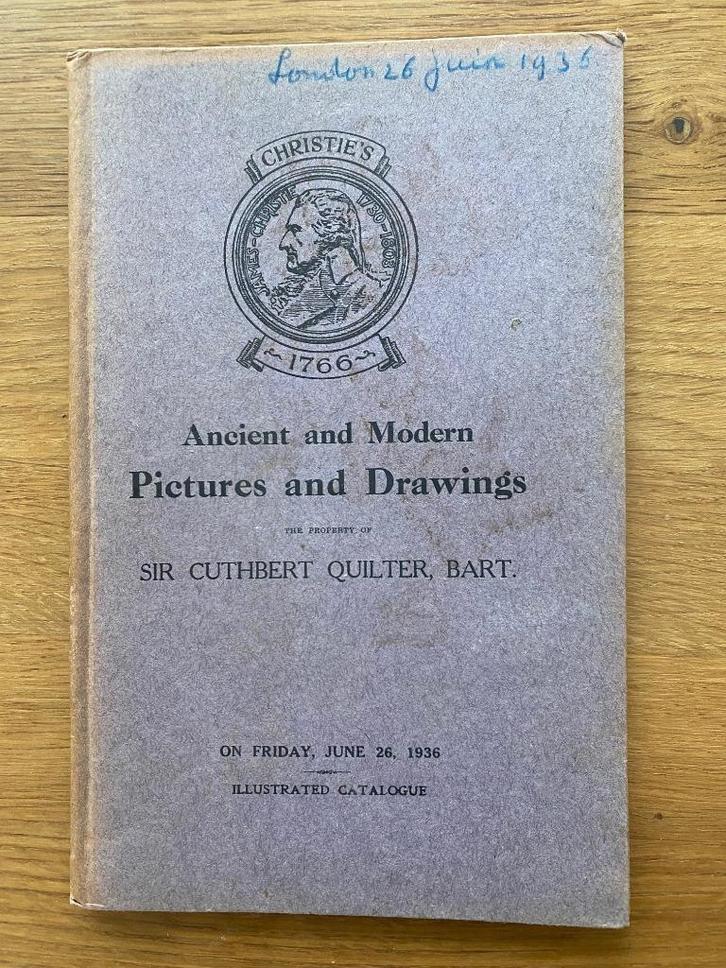 London 26 Juin 1936
CHRISTIE'S
JAMES-CHRISTIE 1730-1803
1766
Ancient and Modern
Pictures and Drawings
THE PROPERTY OF
SIR CUTHBERT QUILTER, BART.
ON FRIDAY, JUNE 26, 1936
ILLUSTRATED CATALOGUE